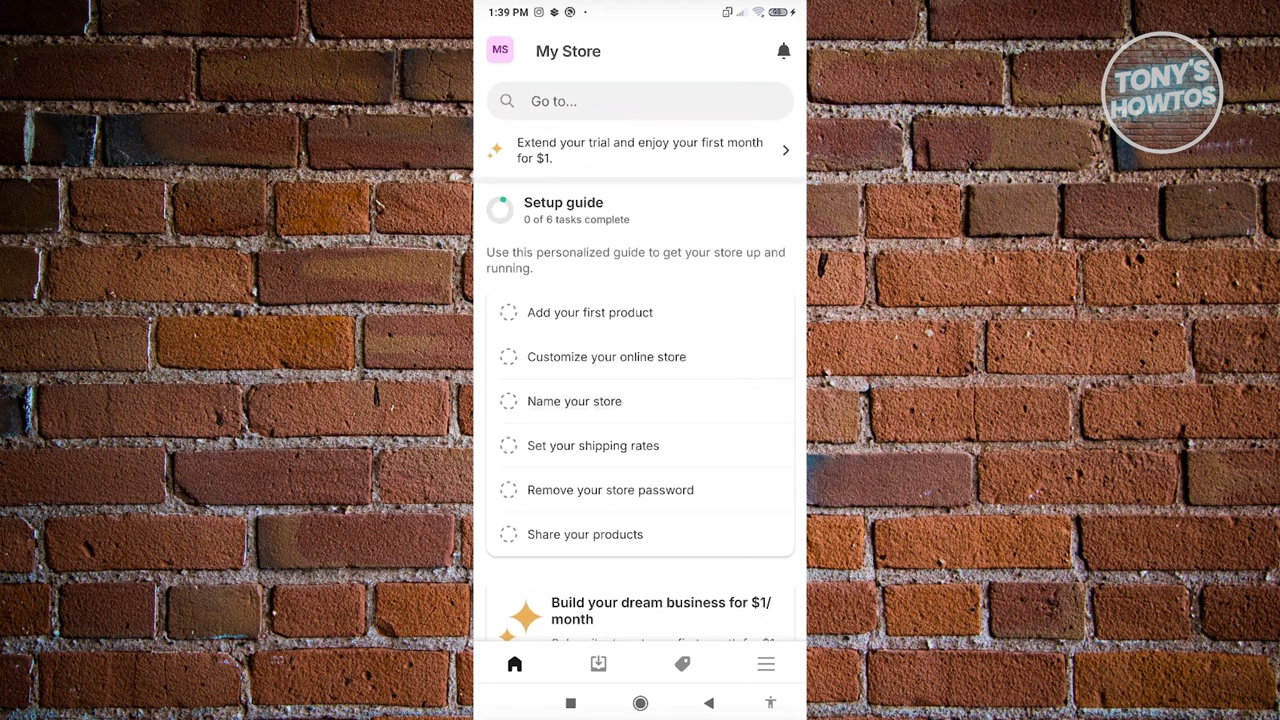 1:39 PM
98
MS
My Store
Go to...
Extend your trial and enjoy your first month
for $1.
Setup guide
0 of 6 tasks complete
Use this personalized guide to get your store up and
running.
Add your first product
Customize your online store
Name your store
Set your shipping rates
Remove your store password
Share your products
Build your dream business for $1/
month
TONY'S
HOWTOS